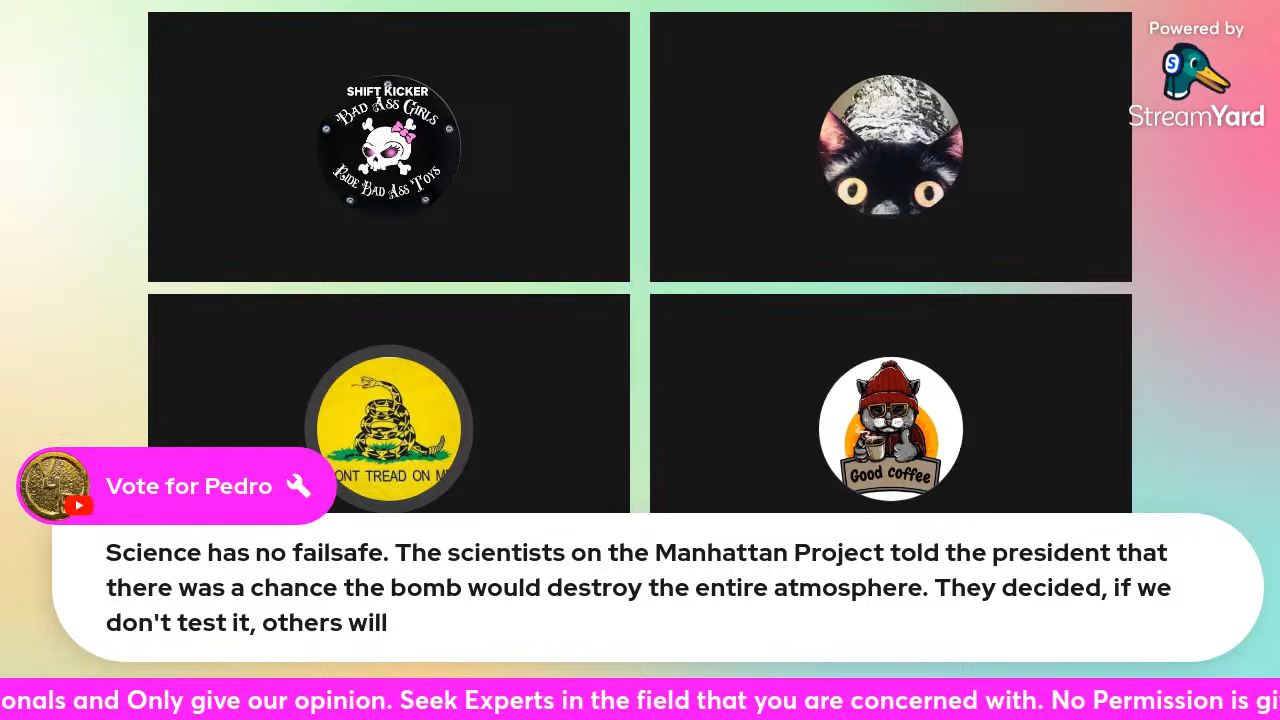 Powered by
StreamYard
SHIFT KICKER
BAD ASS GIRLS
RIDE BAD ASS TOYS
ONT TREAD ON M
Good coffee
Vote for Pedro
Science has no failsafe. The scientists on the Manhattan Project told the president that
there was a chance the bomb would destroy the entire atmosphere. They decided, if we
don't test it, others will
onals and Only give our opinion. Seek Experts in the field that you are concerned with. No Permission is gi